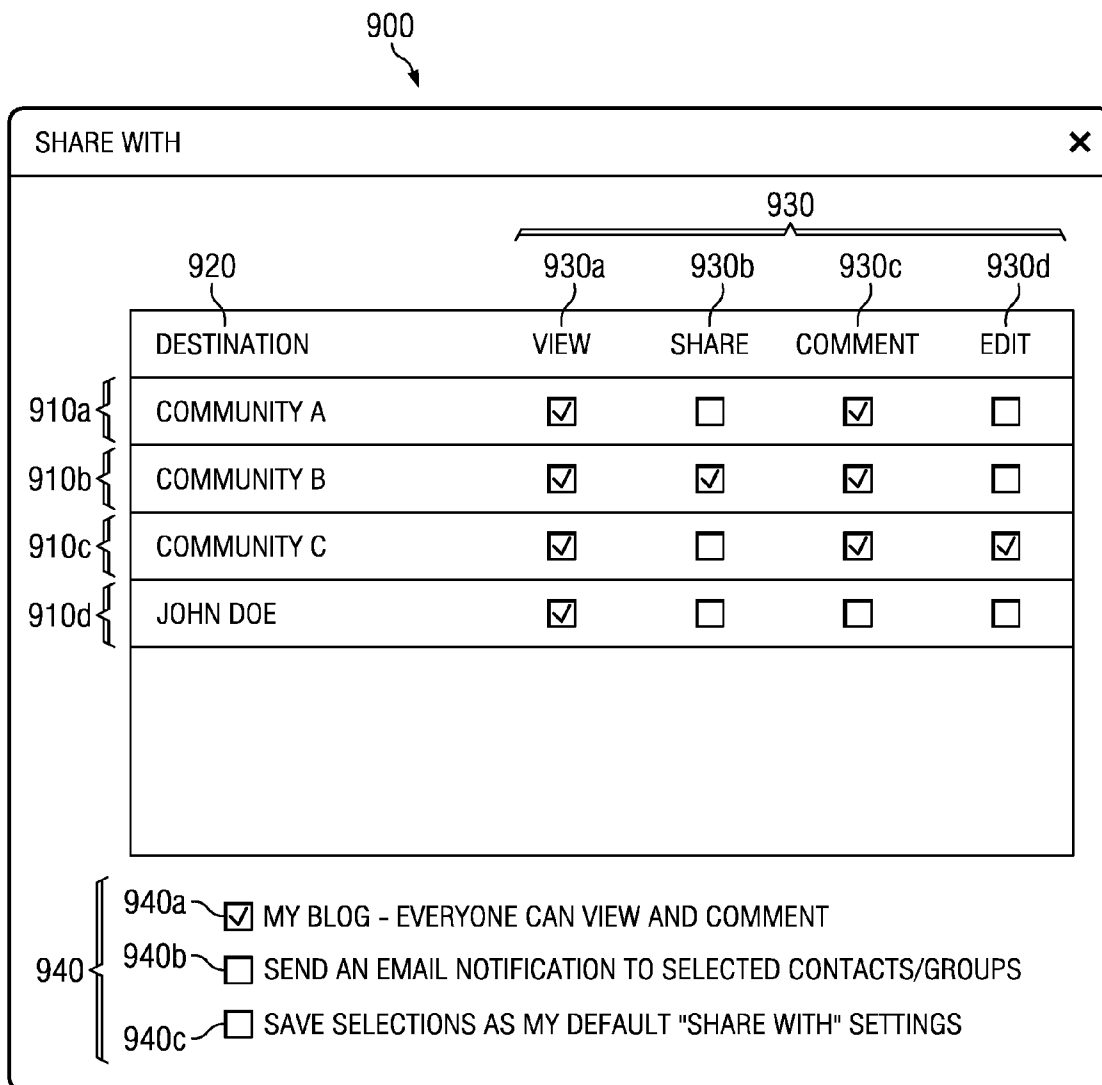 900
SHARE WITH
930
920 930a 930b 930c 930d
DESTINATION VIEW SHARE COMMENT EDIT
910a COMMUNITY A
910b COMMUNITY B
910c COMMUNITY C
910d JOHN DOE
940a MY BLOG - EVERYONE CAN VIEW AND COMMENT
940 940b SEND AN EMAIL NOTIFICATION TO SELECTED CONTACTS/GROUPS
940c SAVE SELECTIONS AS MY DEFAULT "SHARE WITH" SETTINGS